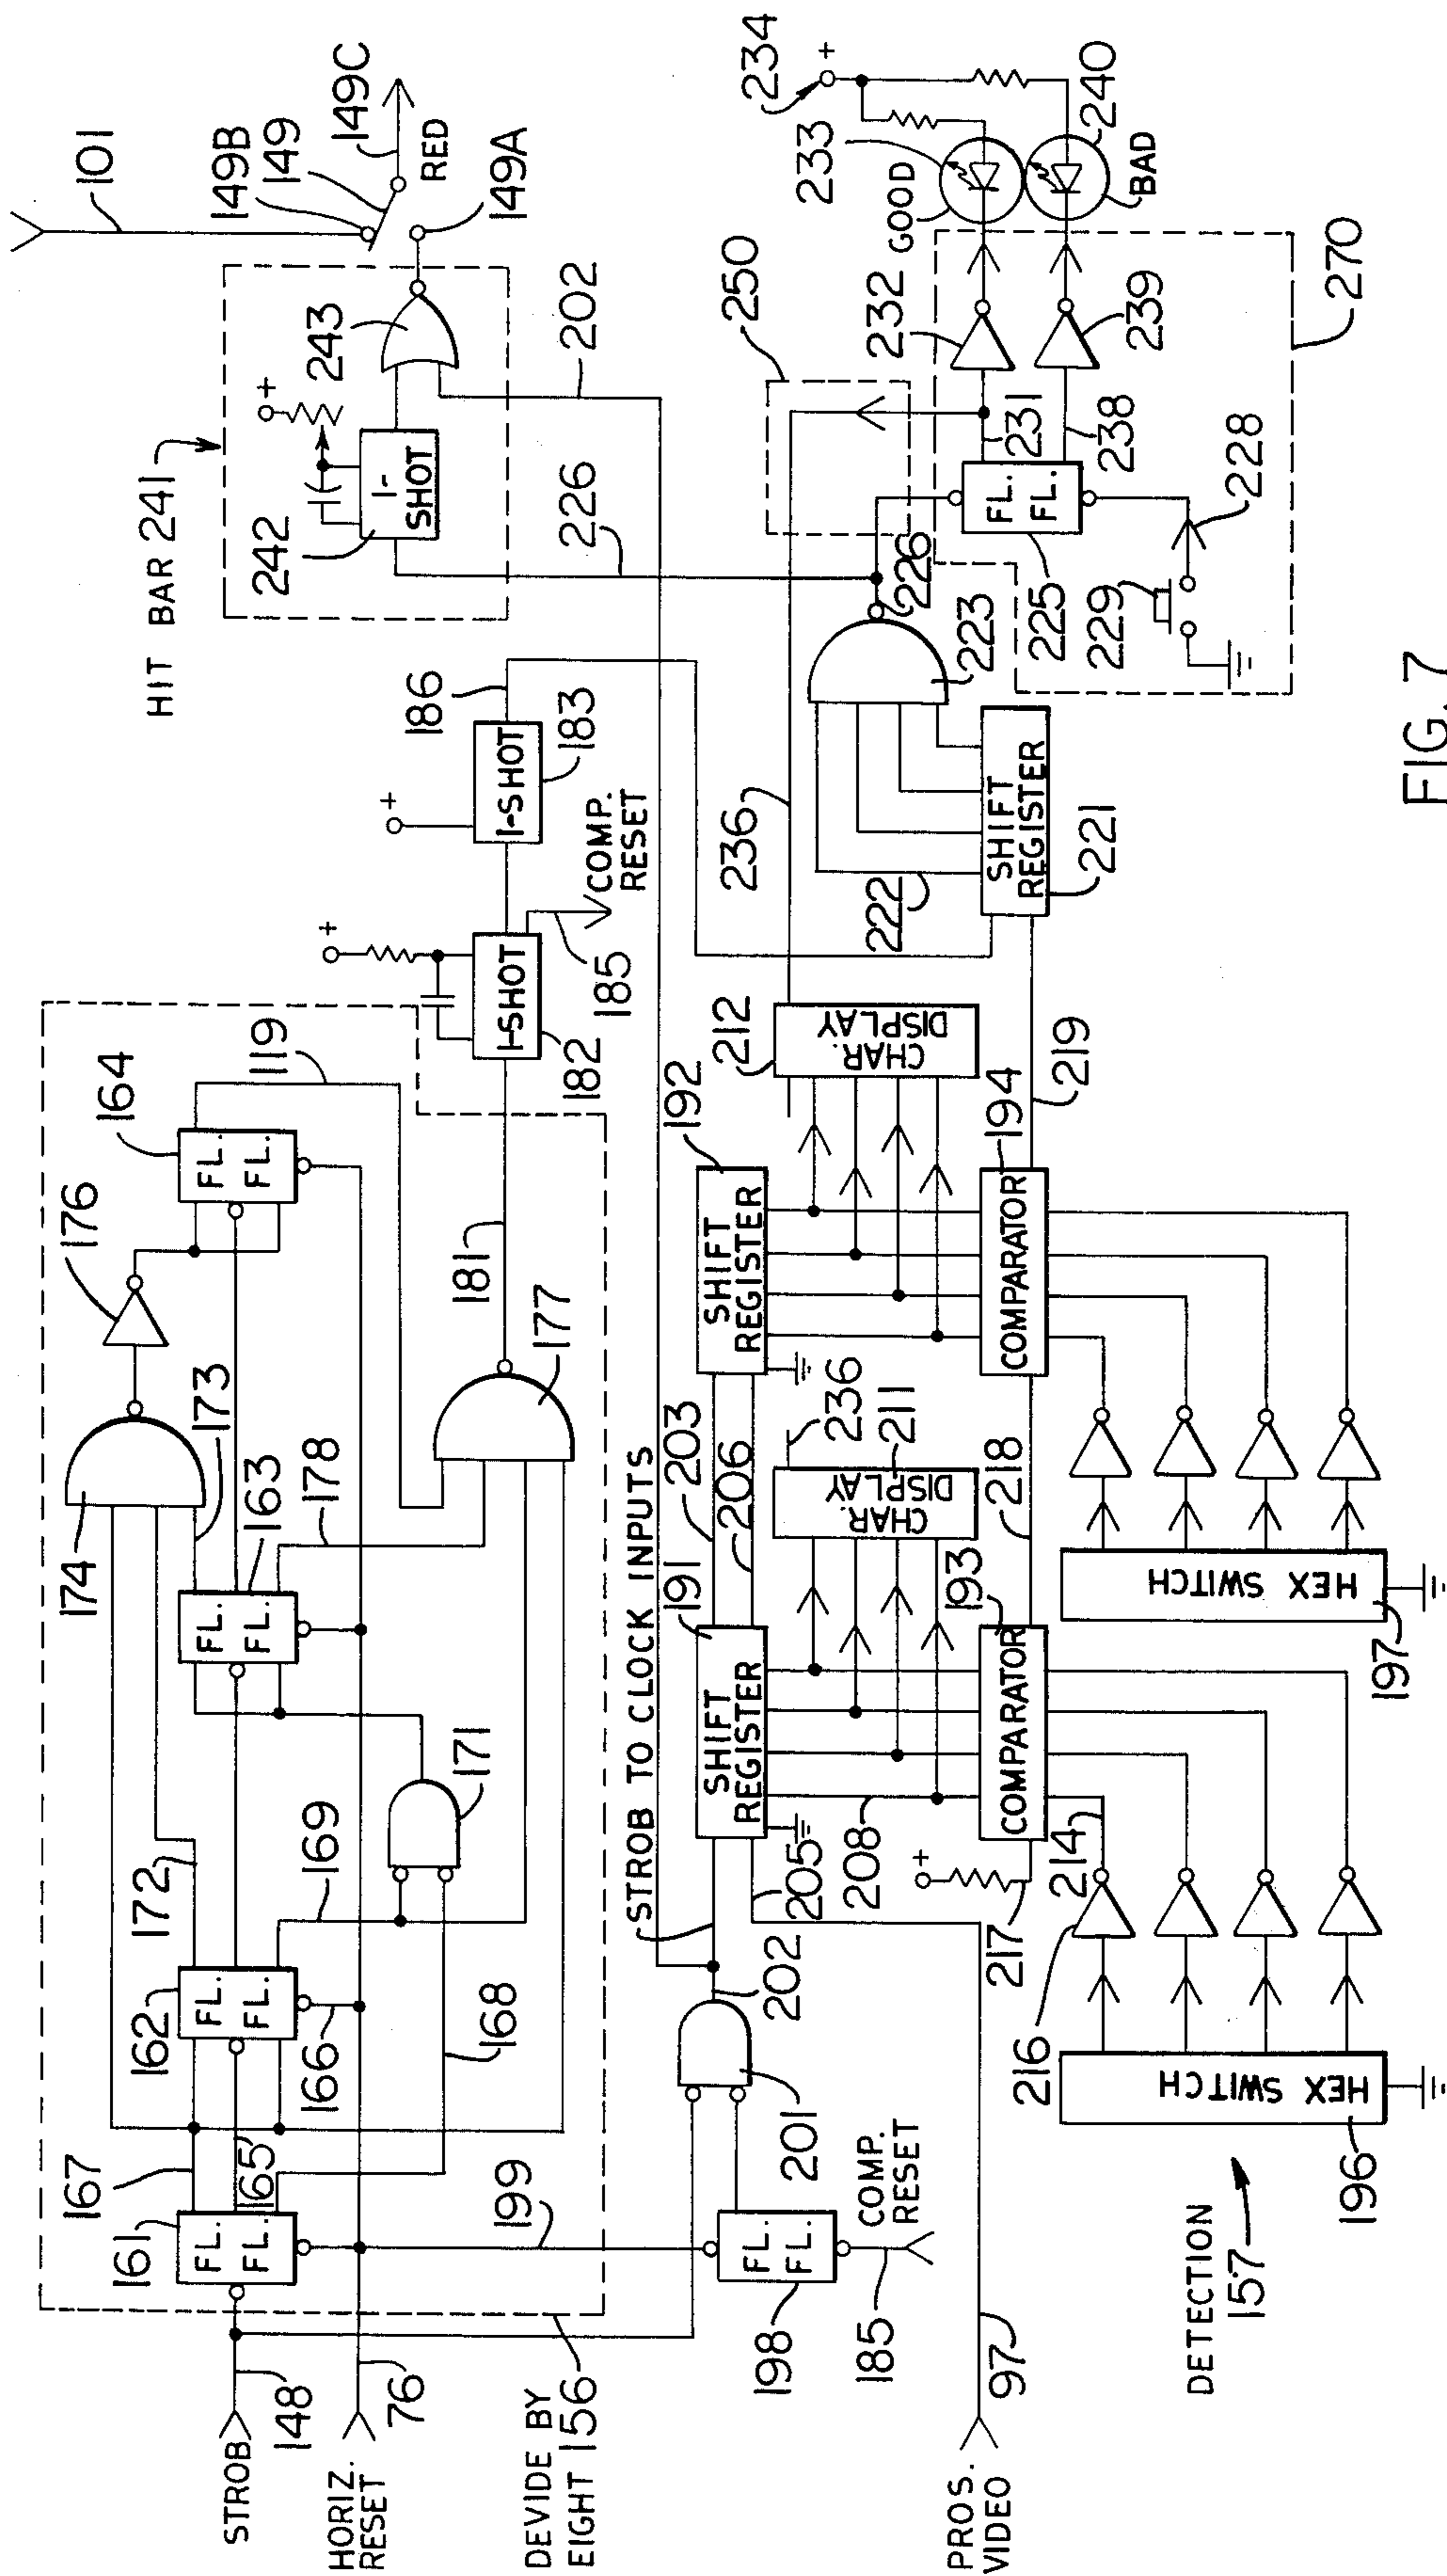 101
149B
149
149C
RED
149A
HIT BAR 241
242
243
1-
SHOT
202
226
164
119
176
174
173
163
178
FL.
FL.
FL.
FL.
177
181
1-SHOT
182
185
COMP.
RESET
1-SHOT
183
186
+
+
+
161
167
165
FL.
FL.
162
FL.
FL.
166
172
169
168
171
199
STROB
148
HORIZ.
RESET
76
DEVIDE BY
EIGHT 156
STROB TO CLOCK INPUTS
198
FL.
FL.
185
COMP.
RESET
201
202
205
191
203
206
SHIFT
REGISTER
192
SHIFT
REGISTER
208
211
236
CHAR.
DISPLAY
212
CHAR.
DISPLAY
236
PROS.
VIDEO
97
217
+
193
COMPARATOR
218
194
COMPARATOR
219
214
216
HEX SWITCH
196
HEX SWITCH
197
DETECTION
157
222
SHIFT
REGISTER
221
223
226
225
FL.
FL.
229
228
231
238
232
239
250
270
GOOD
233
234
+
240
BAD
FIG. 7